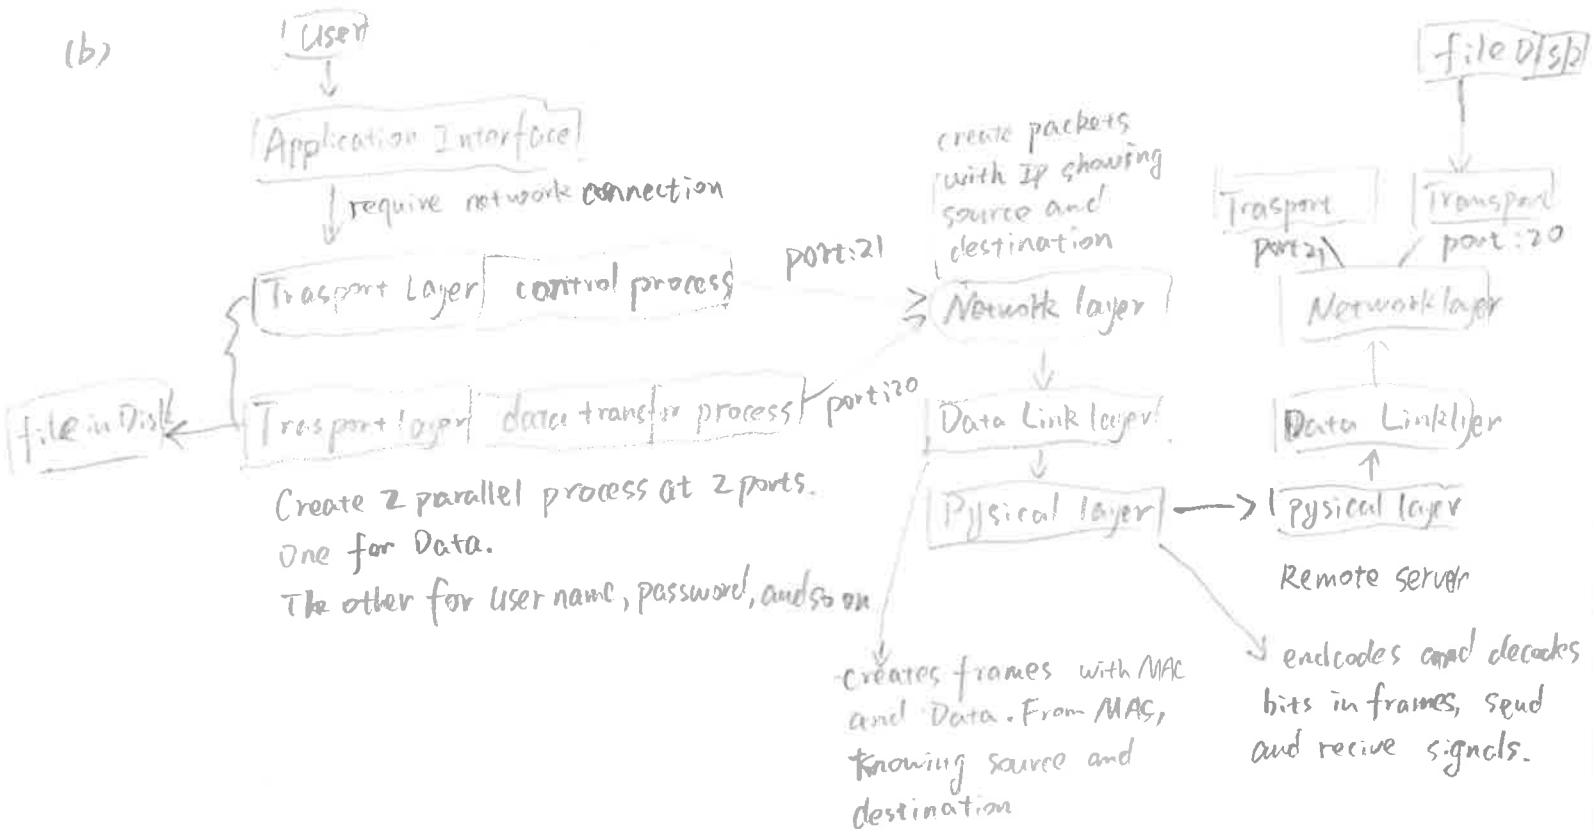 (b)
User
Application Interface
require network connection
Trasport Layer control process
port:21
file in Disk
Trasport layer data transfer process
port:20
Create 2 parallel process at 2 ports.
One for Data.
The other for User name, password, and so on
create packets
with IP showing
source and
destination
Network layer
Data Link layer
Pysical layer
creates frames with MAC
and Data. From MAC,
knowing source and
destination
file Disk
Trasport
port 21
Transport
port:20
Network layer
Data Link
Pysical layer
Remote server
endcodes and decodes
bits in frames, send
and recive signals.